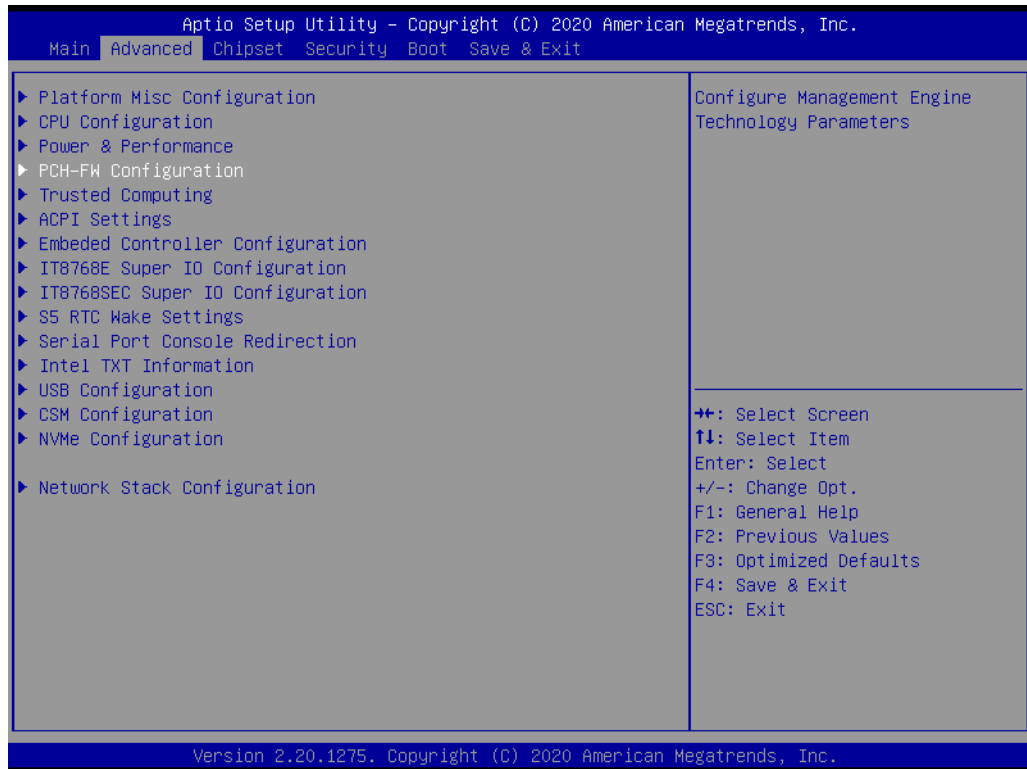 Aptio Setup Utility – Copyright (C) 2020 American Megatrends, Inc.
Main Advanced Chipset Security Boot Save & Exit
▶ Platform Misc Configuration
▶ CPU Configuration
▶ Power & Performance
▶ PCH-FW Configuration
▶ Trusted Computing
▶ ACPI Settings
▶ Embeded Controller Configuration
▶ IT8768E Super IO Configuration
▶ IT8768SEC Super IO Configuration
▶ S5 RTC Wake Settings
▶ Serial Port Console Redirection
▶ Intel TXT Information
▶ USB Configuration
▶ CSM Configuration
▶ NVMe Configuration
▶ Network Stack Configuration
Configure Management Engine
Technology Parameters
→←: Select Screen
↑↓: Select Item
Enter: Select
+/-: Change Opt.
F1: General Help
F2: Previous Values
F3: Optimized Defaults
F4: Save & Exit
ESC: Exit
Version 2.20.1275. Copyright (C) 2020 American Megatrends, Inc.